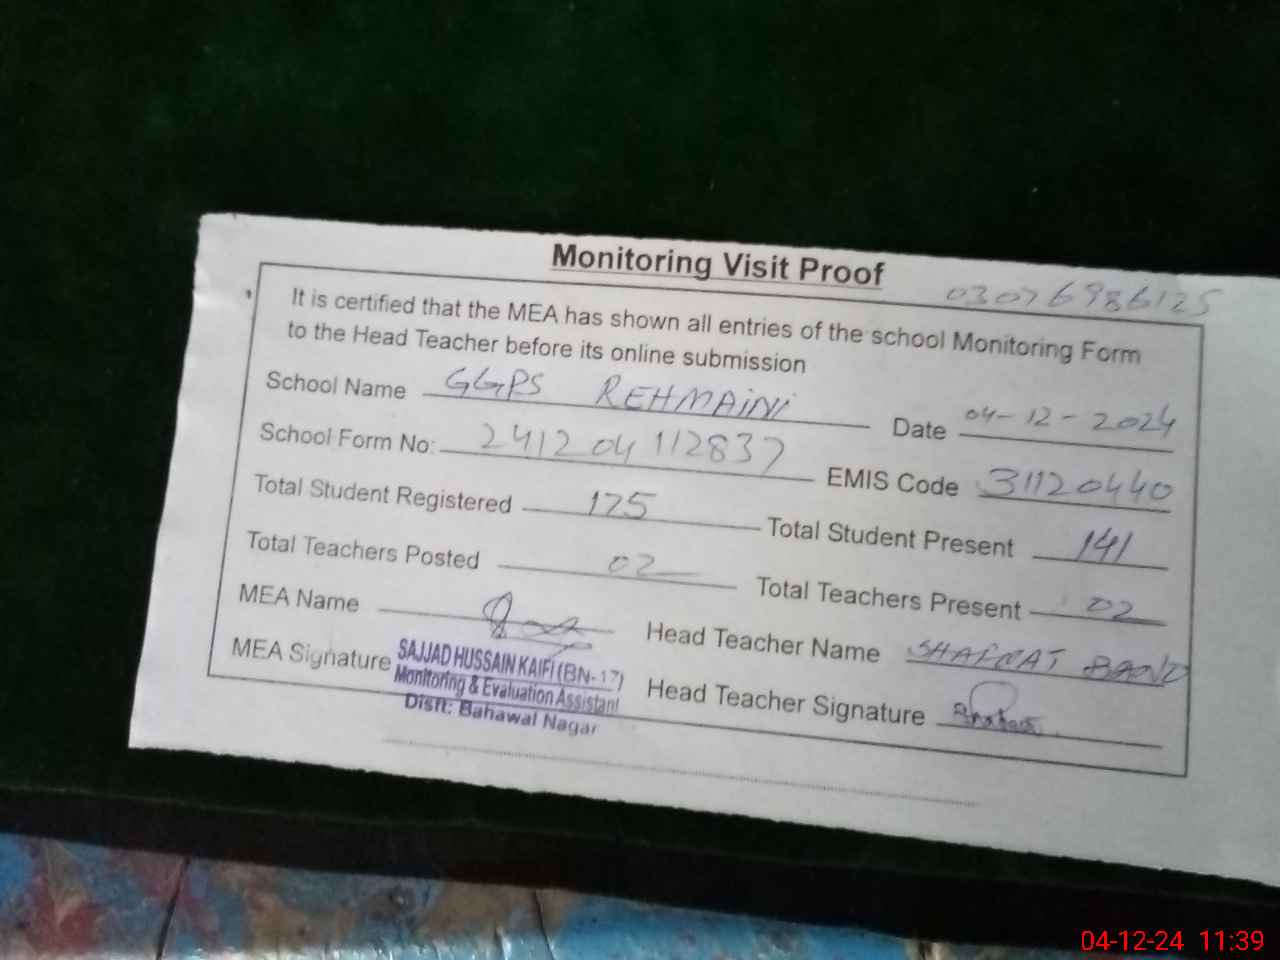 Monitoring Visit Proof
03076986125
It is certified that the MEA has shown all entries of the school Monitoring Form
to the Head Teacher before its online submission
School Name GGPS REHMAINI Date 04-12-2024
School Form No: 241204112837 EMIS Code 31120440
Total Student Registered 175 Total Student Present 141
Total Teachers Posted 02 Total Teachers Present 02
MEA Name Head Teacher Name SHAFQAT BANO
MEA Signature Head Teacher Signature
SAJJAD HUSSAIN KAIFI (BN-17)
Monitoring & Evaluation Assistant
Distt: Bahawal Nagar
04-12-24 11:39